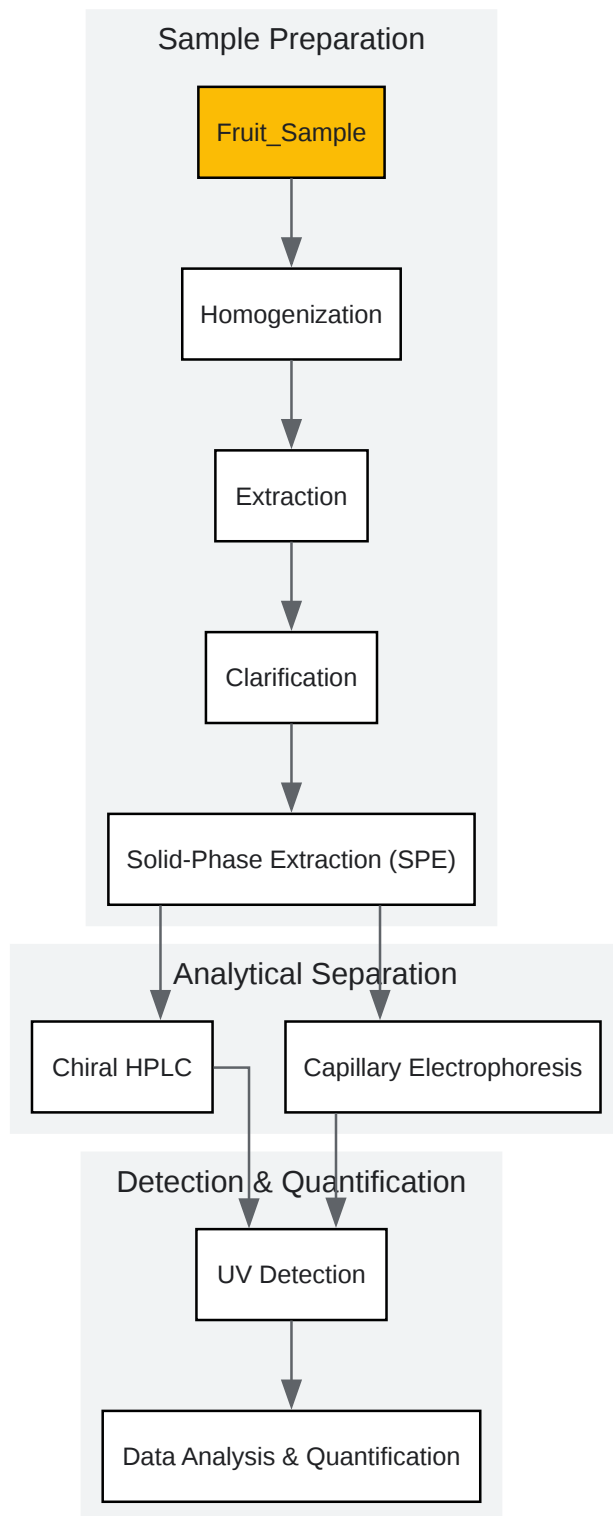 Sample Preparation
Fruit_Sample
Homogenization
Extraction
Clarification
Solid-Phase Extraction (SPE)
Analytical Separation
Chiral HPLC
Capillary Electrophoresis
Detection & Quantification
UV Detection
Data Analysis & Quantification